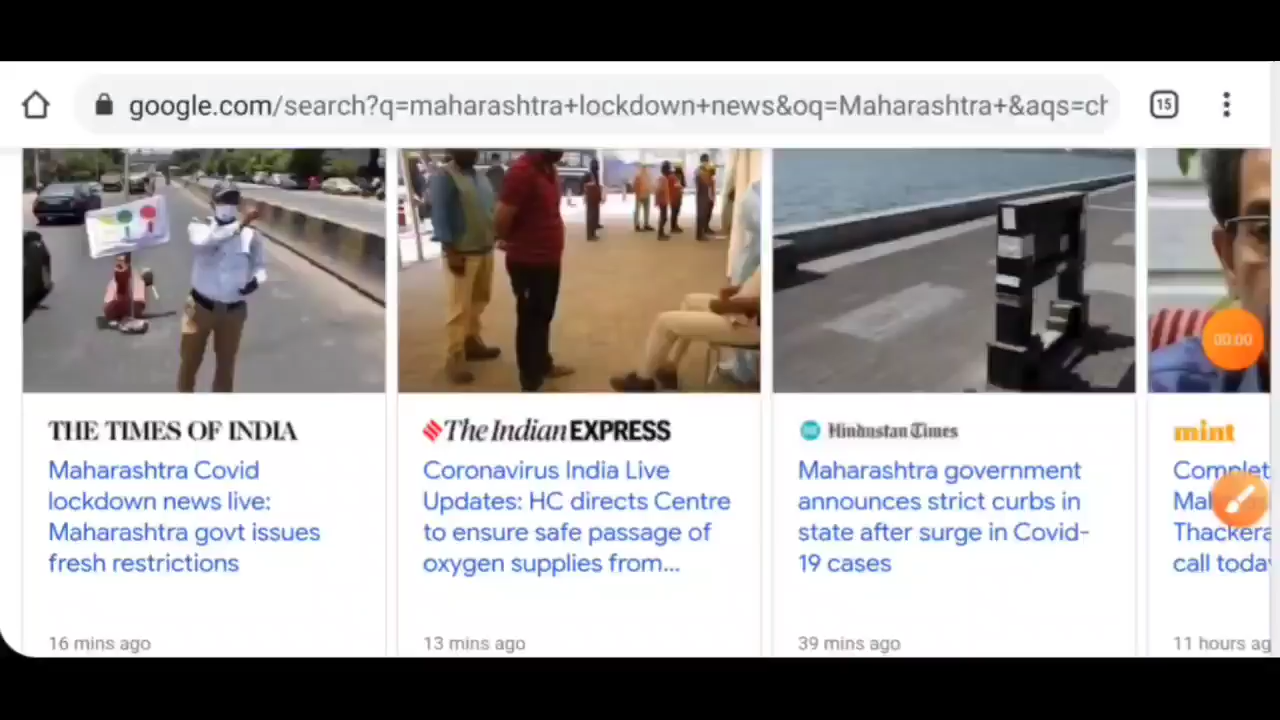 google.com/search?q=maharashtra+lockdown+news&oq=Maharashtra+&aqs=ch
15
00:00
THE TIMES OF INDIA
Maharashtra Covid
lockdown news live:
Maharashtra govt issues
fresh restrictions
16 mins ago
The Indian EXPRESS
Coronavirus India Live
Updates: HC directs Centre
to ensure safe passage of
oxygen supplies from...
13 mins ago
Hindustan Times
Maharashtra government
announces strict curbs in
state after surge in Covid-
19 cases
39 mins ago
mint
Complet
Mal
Thackera
call toda
11 hours ag